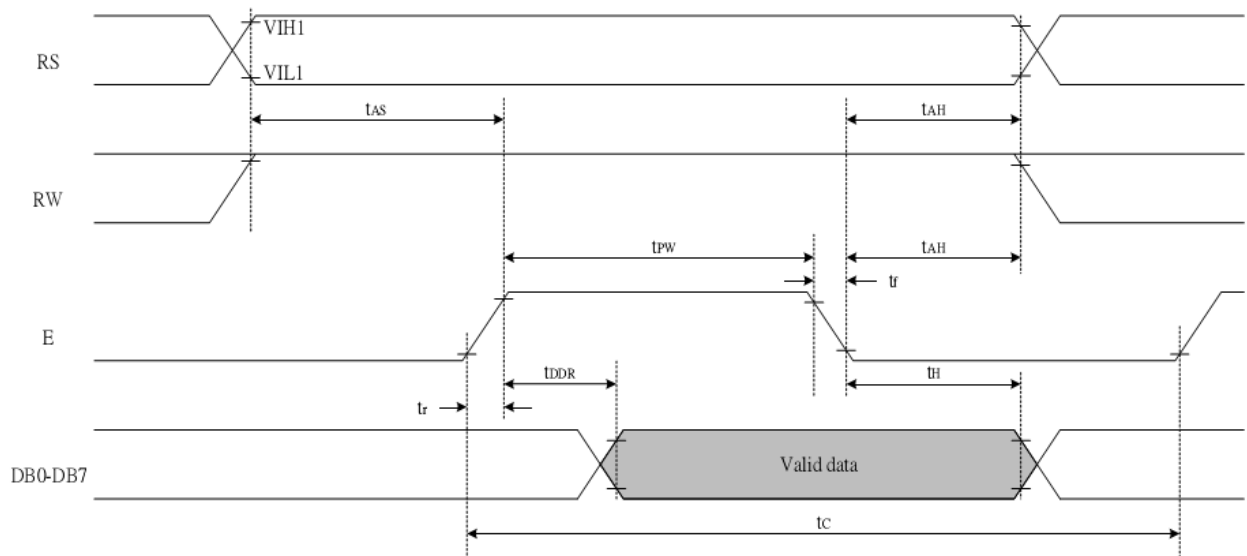 VIH1
RS
VIL1
tAS
tAH
RW
tPW
tAH
tf
E
tDDR
tH
tr
Valid data
DB0-DB7
tC